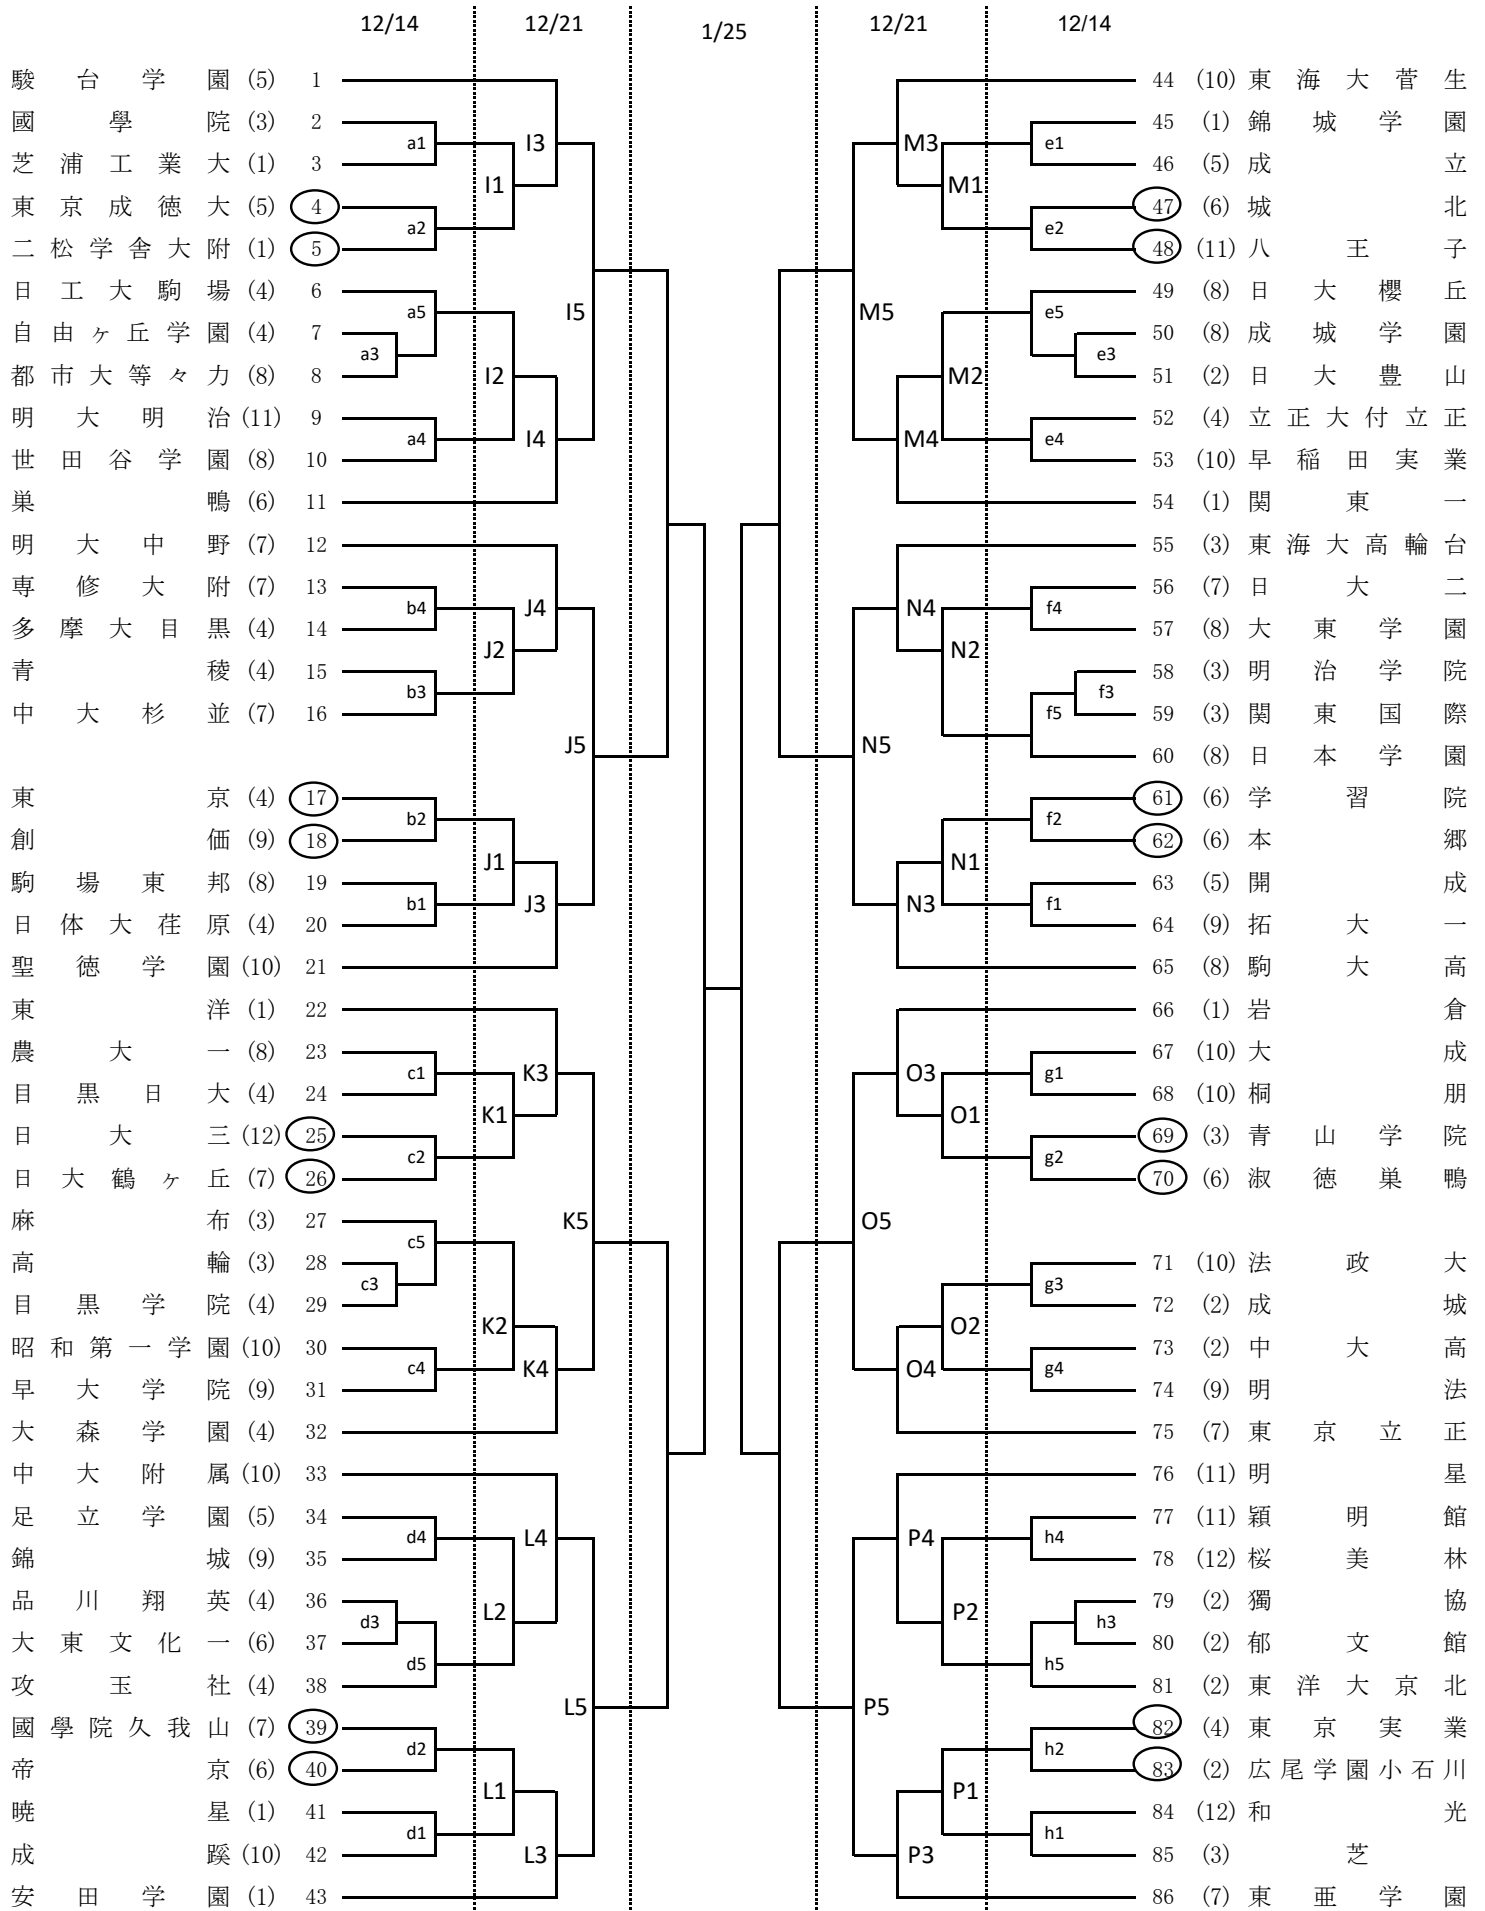 12/14 12/21 1/25 12/21 12/14
駿台学園 (5) 1
國學院 (3) 2
芝浦工業大 (1) 3
東京成徳大 (5) 4
二松学舎大附 (1) 5
日工大駒場 (4) 6
自由ヶ丘学園 (4) 7
都市大等々力 (8) 8
明大明治 (11) 9
世田谷学園 (8) 10
巣鴨 (6) 11
明大中野 (7) 12
専修大附 (7) 13
多摩大目黒 (4) 14
青稜 (4) 15
中大杉並 (7) 16
東京 (4) 17
創価 (9) 18
駒場東邦 (8) 19
日体大荏原 (4) 20
聖徳学園 (10) 21
東洋 (1) 22
農大一 (8) 23
目黒日大 (4) 24
日大三 (12) 25
日大鶴ヶ丘 (7) 26
麻布 (3) 27
高輪 (3) 28
目黒学院 (4) 29
昭和第一学園 (10) 30
早大学院 (9) 31
大森学園 (4) 32
中大附属 (10) 33
足立学園 (5) 34
錦城 (9) 35
品川翔英 (4) 36
大東文化一 (6) 37
攻玉社 (4) 38
國學院久我山 (7) 39
帝京 (6) 40
暁星 (1) 41
成蹊 (10) 42
安田学園 (1) 43
a1
a2
a5
a3
a4
b4
b3
b2
b1
c1
c2
c5
c3
c4
d4
d3
d5
d2
d1
I3
I1
I5
I2
I4
J4
J2
J5
J1
J3
K3
K1
K5
K2
K4
L4
L2
L5
L1
L3
M3
M1
M5
M2
M4
N4
N2
N5
N1
N3
O3
O1
O5
O2
O4
P4
P2
P5
P1
P3
e1
e2
e5
e3
e4
f4
f3
f5
f2
f1
g1
g2
g3
g4
h4
h3
h5
h2
h1
44 (10) 東海大菅生
45 (1) 錦城学園
46 (5) 成立
47 (6) 城北
48 (11) 八王子
49 (8) 日大櫻丘
50 (8) 成城学園
51 (2) 日大豊山
52 (4) 立正大付立正
53 (10) 早稲田実業
54 (1) 関東一
55 (3) 東海大高輪台
56 (7) 日大二
57 (8) 大東学園
58 (3) 明治学院
59 (3) 関東国際
60 (8) 日本学園
61 (6) 学習院
62 (6) 本郷
63 (5) 開成
64 (9) 拓大一
65 (8) 駒大高
66 (1) 岩倉
67 (10) 大成
68 (10) 桐朋
69 (3) 青山学院
70 (6) 淑徳巣鴨
71 (10) 法政大
72 (2) 成城
73 (2) 中大高
74 (9) 明法
75 (7) 東京立正
76 (11) 明星
77 (11) 穎明館
78 (12) 桜美林
79 (2) 獨協
80 (2) 郁文館
81 (2) 東洋大京北
82 (4) 東京実業
83 (2) 広尾学園小石川
84 (12) 和光
85 (3) 芝
86 (7) 東亜学園